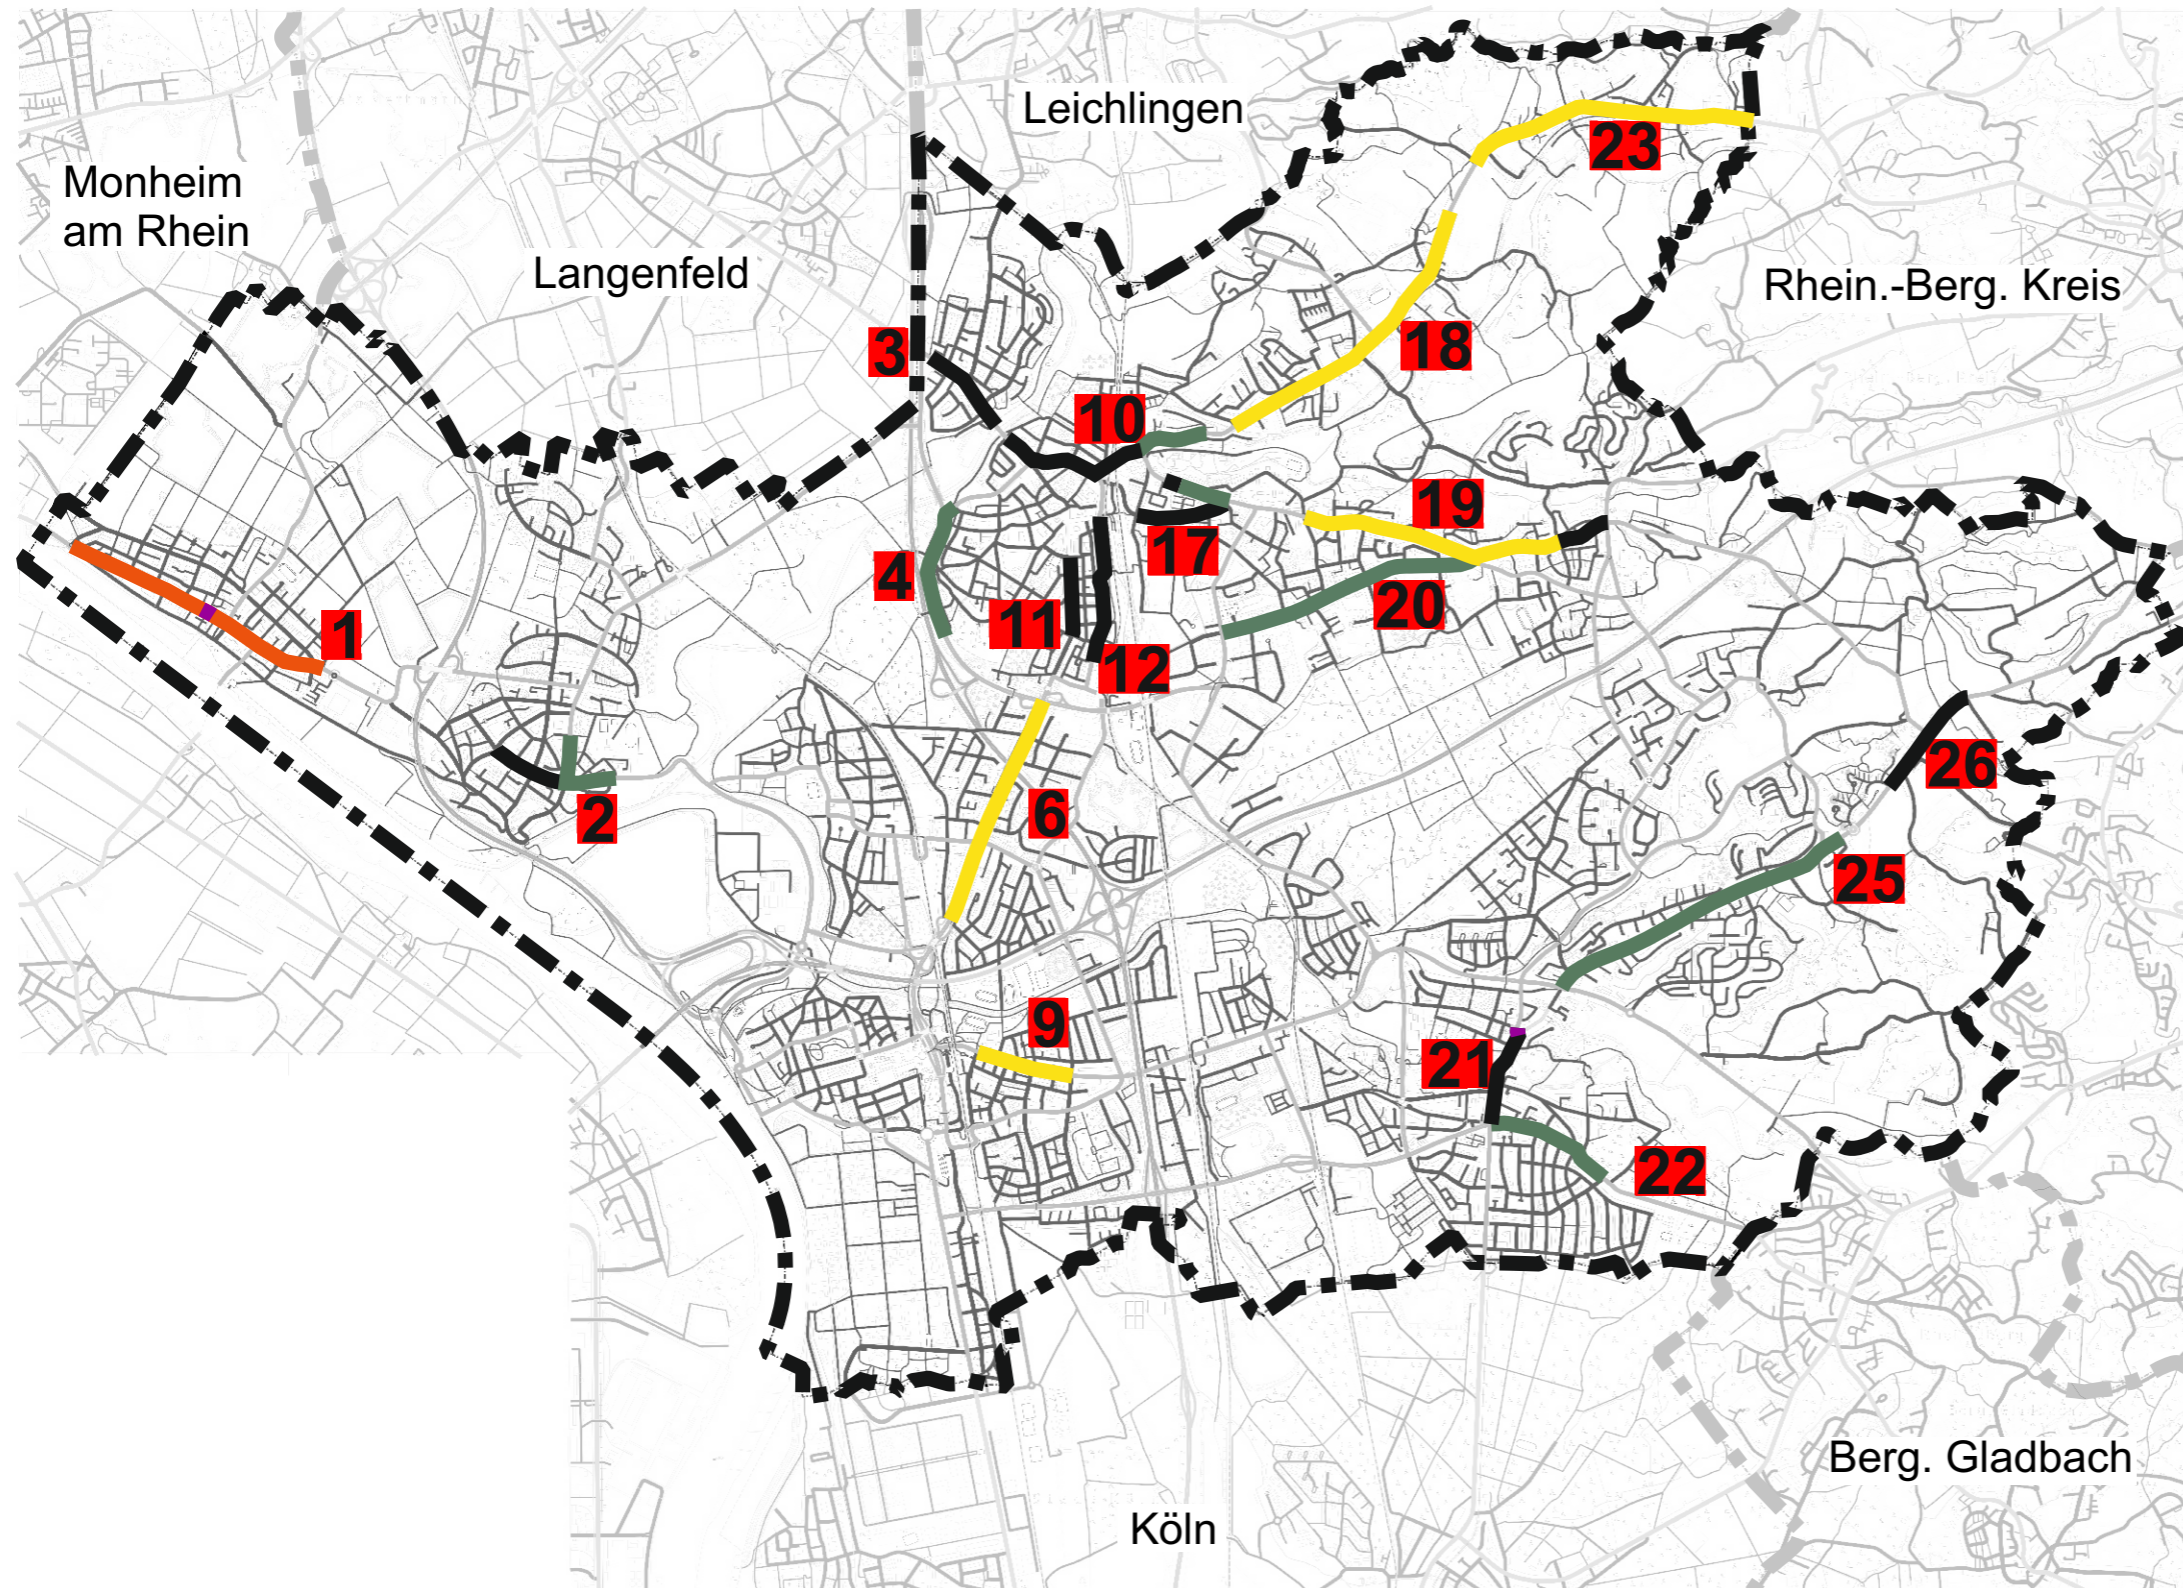 Leichlingen
23
Monheim
am Rhein
Langenfeld
Rhein.-Berg. Kreis
3
18
10
19
17
4
20
11
1
12
26
2
6
25
9
21
22
Berg. Gladbach
Köln